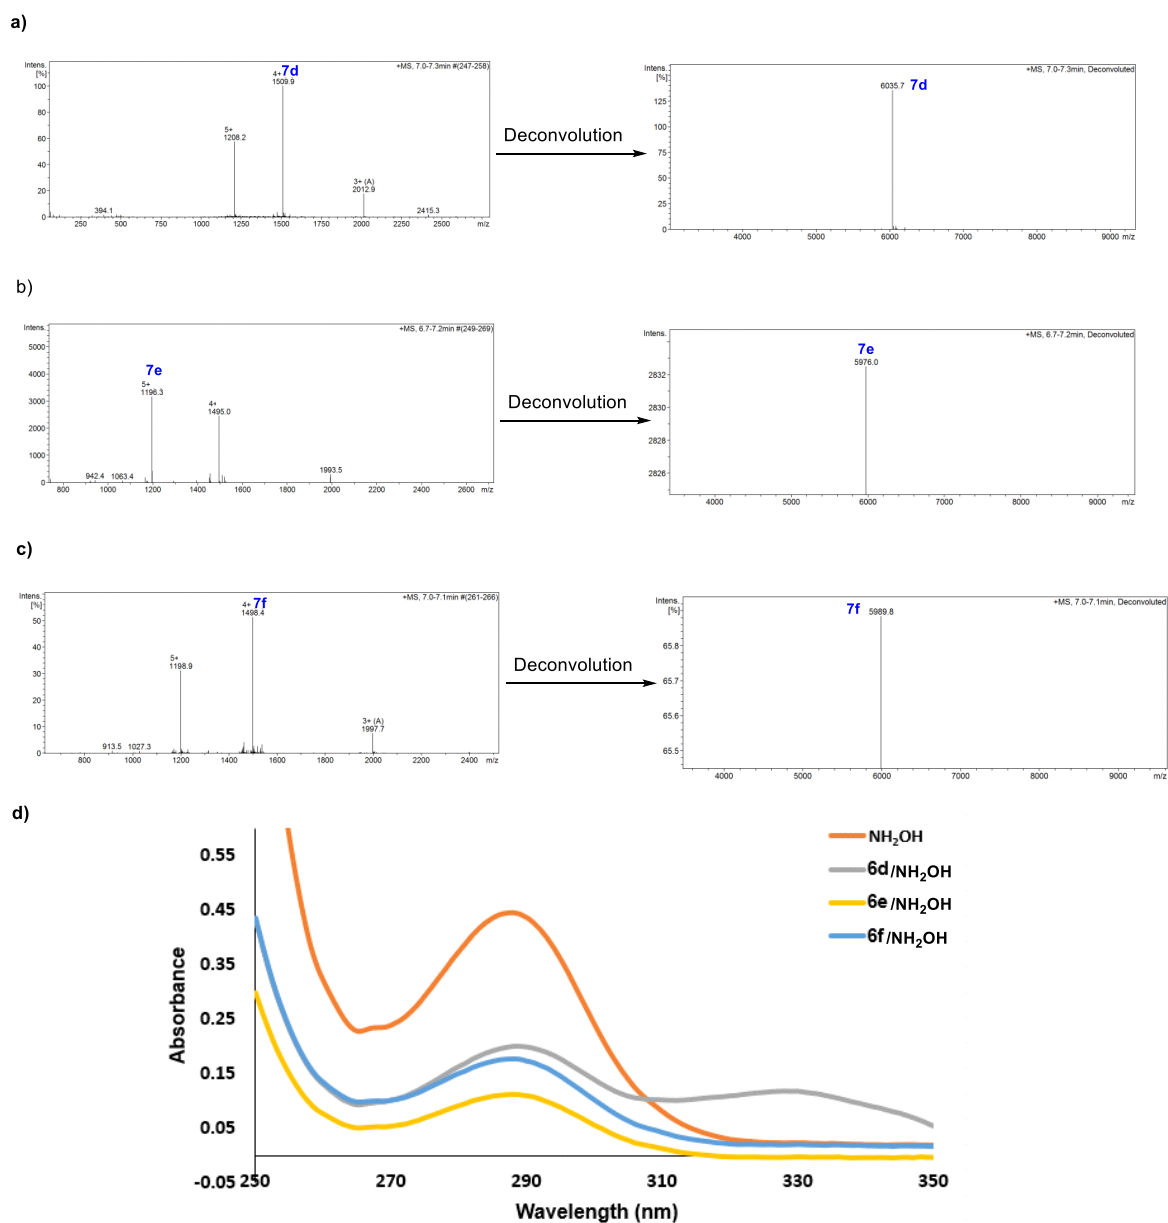 a)
Intens.
[%]
+MS, 7.0-7.3min #(247-258)
4+ 7d
1509.9
5+
1208.2
3+ (A)
2012.9
394.1
2415.3
100
80
60
40
20
0
250 500 750 1000 1250 1500 1750 2000 2250 2500 m/z
Deconvolution
Intens.
[%]
+MS, 7.0-7.3min, Deconvoluted
6035.7 7d
125
100
75
50
25
0
4000 5000 6000 7000 8000 9000 m/z
b)
Intens.
+MS, 6.7-7.2min #(249-269)
7e
5+
1196.3
4+
1495.0
942.4 1063.4
1993.5
5000
4000
3000
2000
1000
0
800 1000 1200 1400 1600 1800 2000 2200 2400 2600 m/z
Deconvolution
Intens.
+MS, 6.7-7.2min, Deconvoluted
7e
5976.0
2832
2830
2828
2826
4000 5000 6000 7000 8000 9000 m/z
c)
Intens.
[%]
+MS, 7.0-7.1min #(261-266)
4+ 7f
1498.4
5+
1198.9
3+ (A)
1997.7
913.5 1027.3
50
40
30
20
10
0
800 1000 1200 1400 1600 1800 2000 2200 2400 m/z
Deconvolution
Intens.
[%]
+MS, 7.0-7.1min, Deconvoluted
7f 5989.8
65.8
65.7
65.6
65.5
4000 5000 6000 7000 8000 9000 m/z
d)
NH₂OH
6d/NH₂OH
6e/NH₂OH
6f/NH₂OH
Absorbance
0.55
0.45
0.35
0.25
0.15
0.05
-0.05
250 270 290 310 330 350
Wavelength (nm)